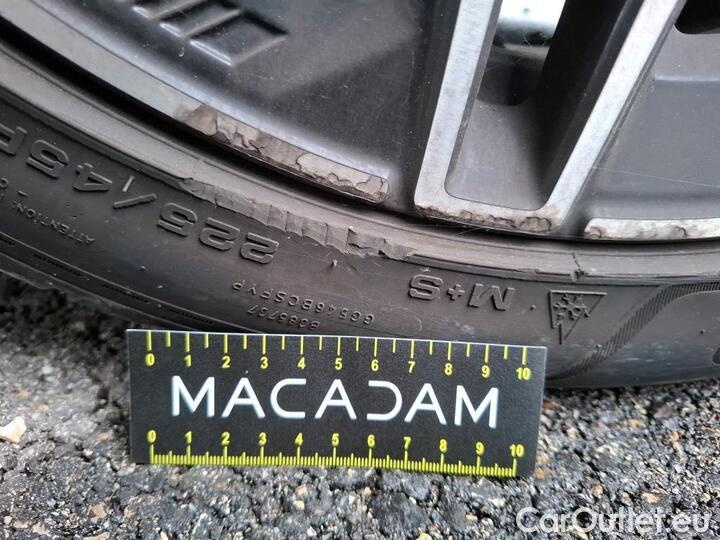 225/45R
M+S
ATTENTION:
0 1 2 3 4 5 6 7 8 9 10
MACADAM
0 1 2 3 4 5 6 7 8 9 10
CarOutlet.eu